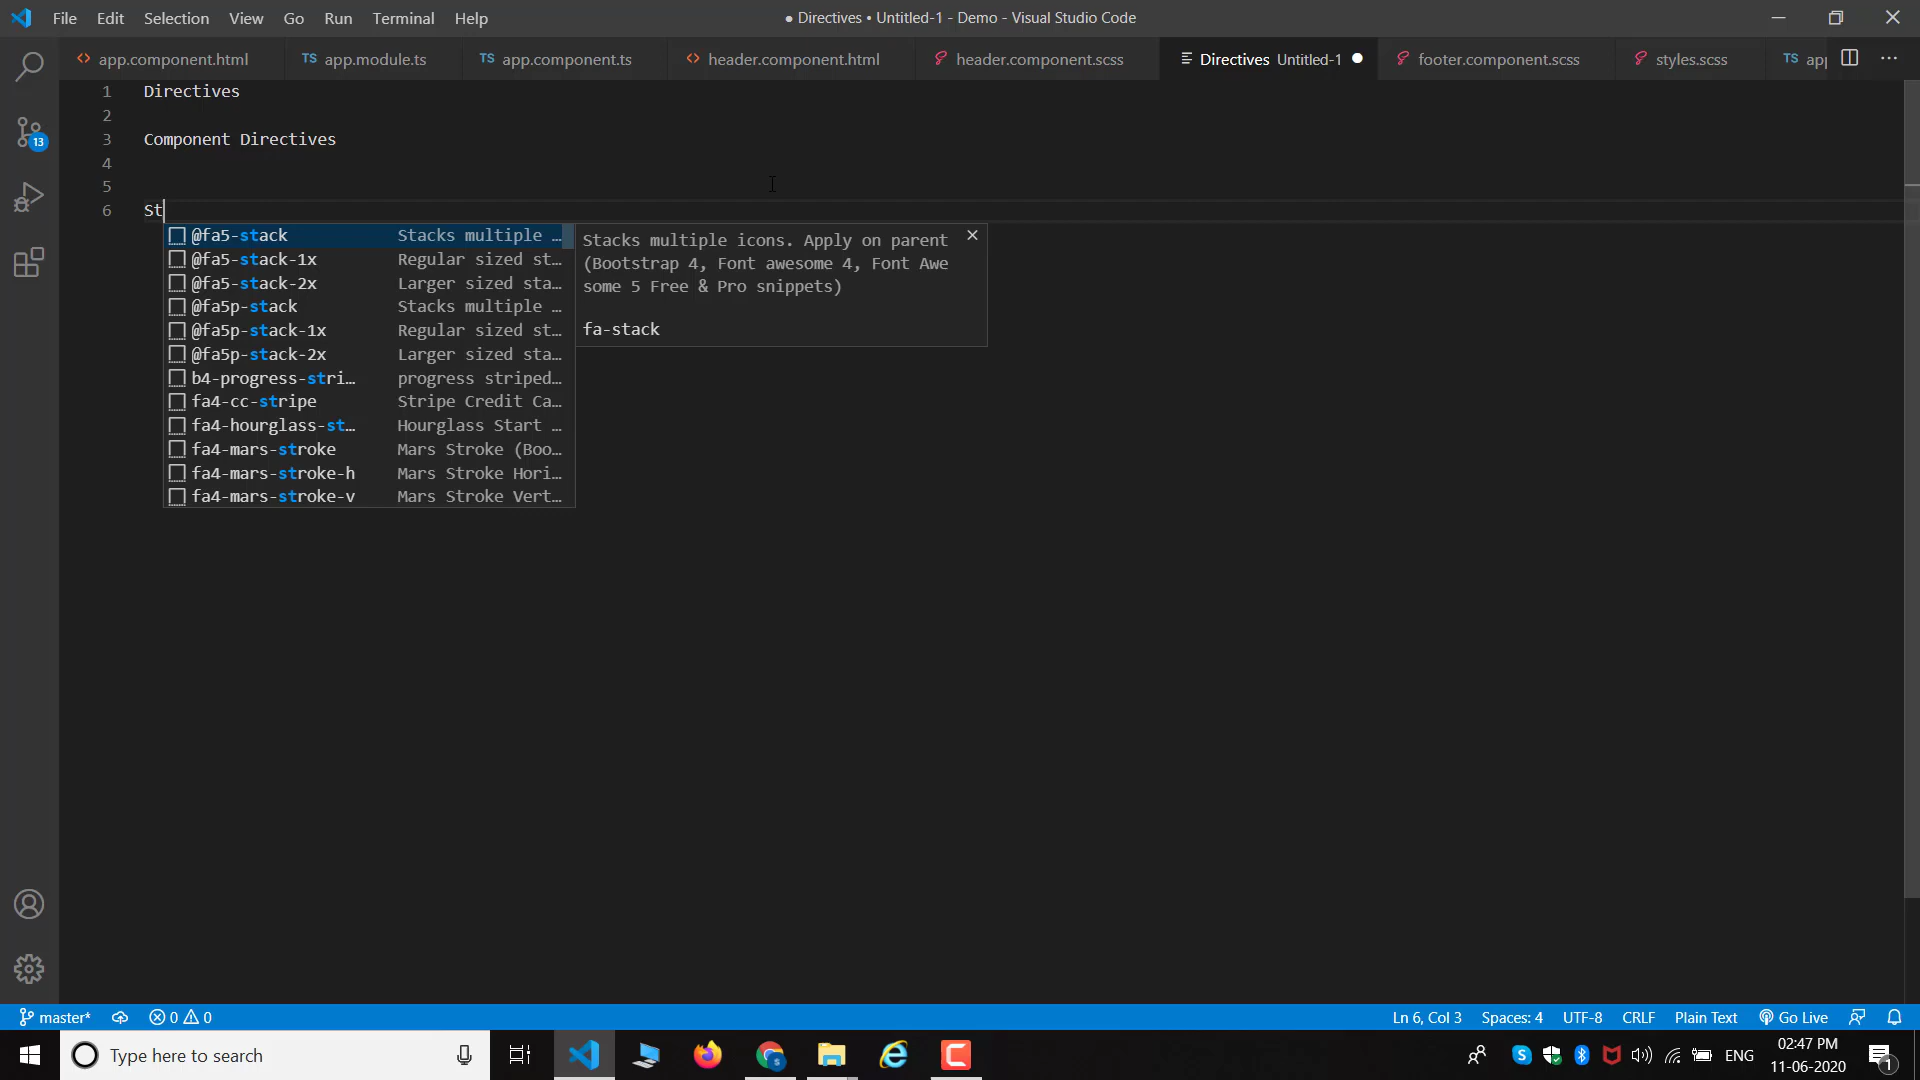 File Edit Selection View Go Run Terminal Help
● Directives • Untitled-1 - Demo - Visual Studio Code
app.component.html
TS app.module.ts
TS app.component.ts
header.component.html
header.component.scss
Directives Untitled-1
footer.component.scss
styles.scss
TS app
13
1 Directives
2
3 Component Directives
4
5
6 St
@fa5-stack Stacks multiple …
@fa5-stack-1x Regular sized st…
@fa5-stack-2x Larger sized sta…
@fa5p-stack Stacks multiple …
@fa5p-stack-1x Regular sized st…
@fa5p-stack-2x Larger sized sta…
b4-progress-stri… progress striped…
fa4-cc-stripe Stripe Credit Ca…
fa4-hourglass-st… Hourglass Start …
fa4-mars-stroke Mars Stroke (Boo…
fa4-mars-stroke-h Mars Stroke Hori…
fa4-mars-stroke-v Mars Stroke Vert…
Stacks multiple icons. Apply on parent
(Bootstrap 4, Font awesome 4, Font Awe
some 5 Free & Pro snippets)
fa-stack
master* 0 0
Ln 6, Col 3 Spaces: 4 UTF-8 CRLF Plain Text Go Live
Type here to search
ENG
02:47 PM
11-06-2020
1